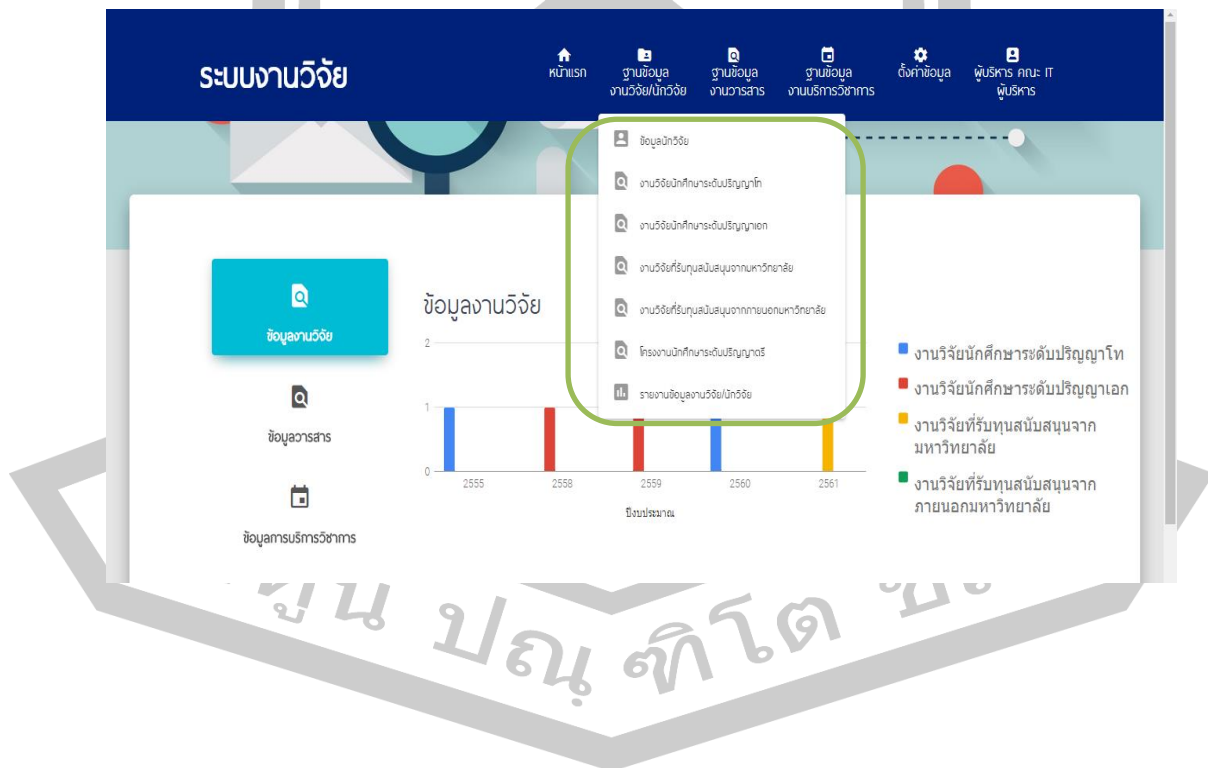 ระบบงานวิจัย
หน้าแรก
ฐานข้อมูล
งานวิจัย/นักวิจัย
ฐานข้อมูล
งานวารสาร
ฐานข้อมูล
งานบริการวิชาการ
ตั้งค่าข้อมูล
ผู้บริหาร คณะ IT
ผู้บริหาร
ข้อมูลนักวิจัย
งานวิจัยนักศึกษาระดับปริญญาโท
งานวิจัยนักศึกษาระดับปริญญาเอก
งานวิจัยที่รับทุนสนับสนุนจากมหาวิทยาลัย
งานวิจัยที่รับทุนสนับสนุนจากภายนอกมหาวิทยาลัย
โครงงานนักศึกษาระดับปริญญาตรี
รายงานข้อมูลงานวิจัย/นักวิจัย
ข้อมูลงานวิจัย
ข้อมูลวารสาร
ข้อมูลการบริการวิชาการ
ข้อมูลงานวิจัย
2
1
0
2555
2558
2559
2560
2561
ปีงบประมาณ
งานวิจัยนักศึกษาระดับปริญญาโท
งานวิจัยนักศึกษาระดับปริญญาเอก
งานวิจัยที่รับทุนสนับสนุนจาก
มหาวิทยาลัย
งานวิจัยที่รับทุนสนับสนุนจาก
ภายนอกมหาวิทยาลัย
ปณฺ ฑิโต